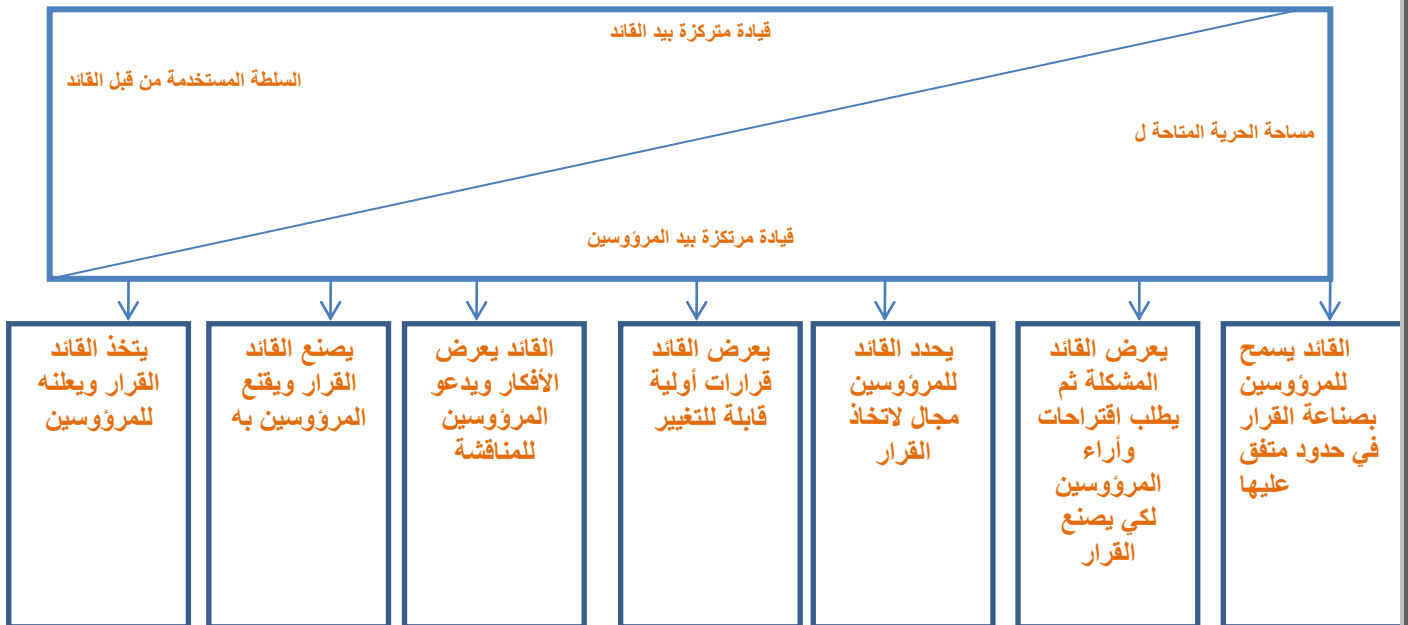 قيادة متركزة بيد القائد
السلطة المستخدمة من قبل القائد
مساحة الحرية المتاحة ل
قيادة مرتكزة بيد المرؤوسين
القائد يسمح
للمرؤوسين
بصناعة القرار
في حدود متفق
عليها
يعرض القائد
المشكلة ثم
يطلب اقتراحات
وأراء
المرؤوسين
لكي يصنع
القرار
يحدد القائد
للمرؤوسين
مجال لاتخاذ
القرار
يعرض القائد
قرارات أولية
قابلة للتغيير
القائد يعرض
الأفكار ويدعو
المرؤوسين
للمناقشة
يصنع القائد
القرار ويقتع
المرؤوسين به
يتخذ القائد
القرار ويعلنه
للمرؤوسين